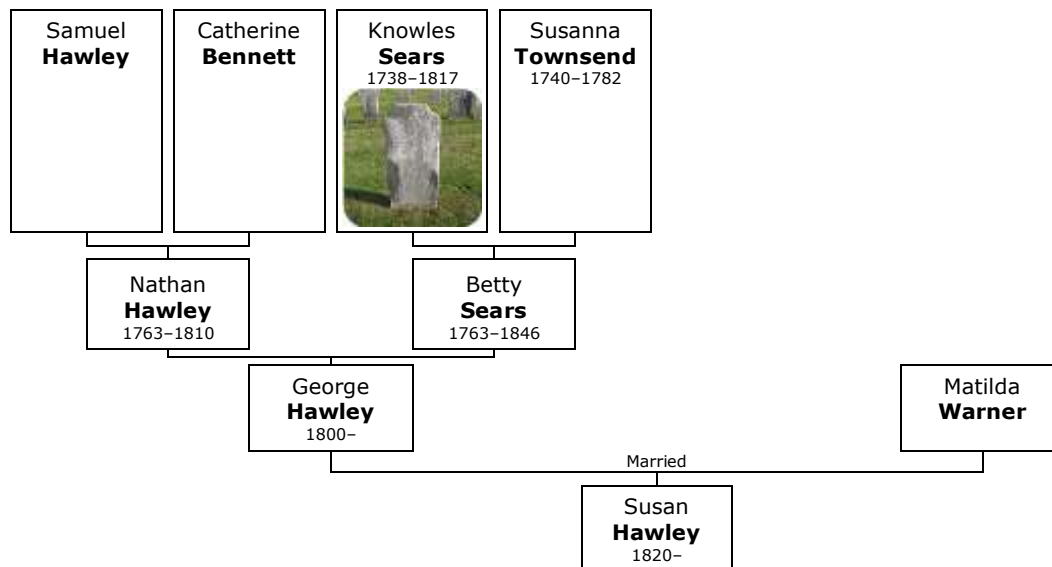 Samuel
Hawley
Catherine
Bennett
Knowles
Sears
1738–1817
Susanna
Townsend
1740–1782
Nathan
Hawley
1763–1810
Betty
Sears
1763–1846
George
Hawley
1800–
Matilda
Warner
Married
Susan
Hawley
1820–